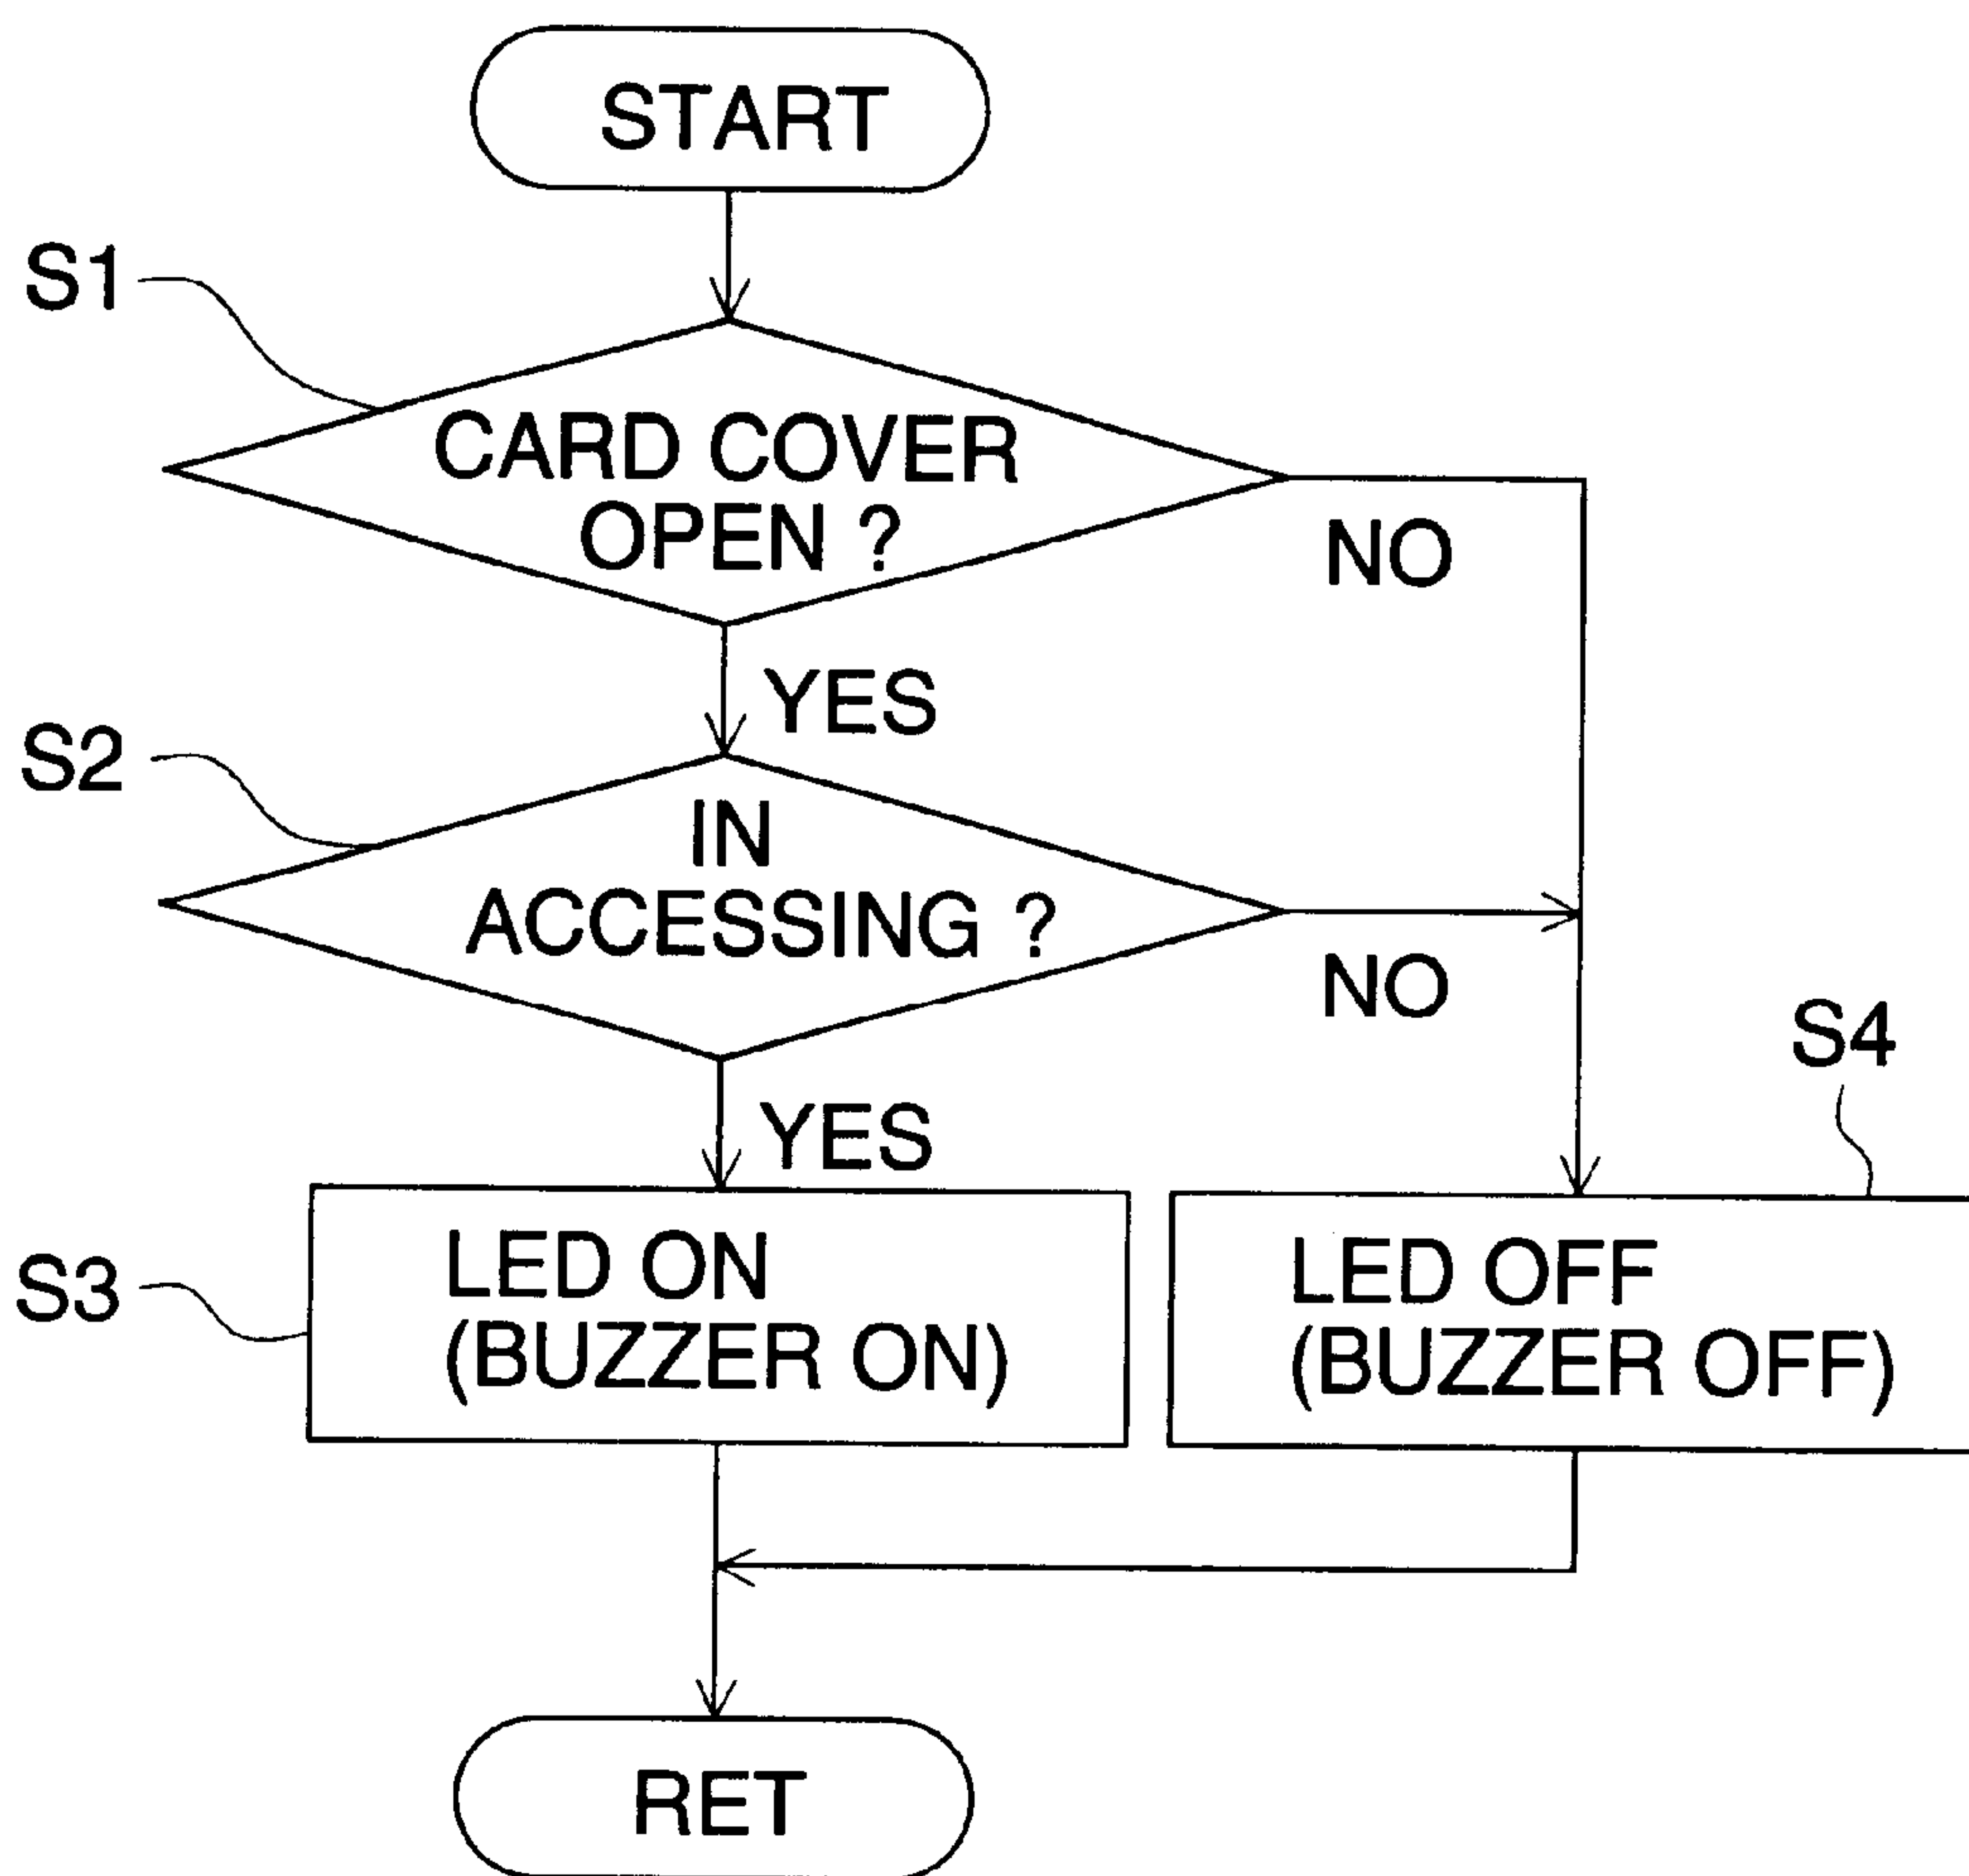 START
S1
CARD COVER
OPEN ?
NO
YES
S2
IN
ACCESSING ?
NO
YES
S4
S3
LED ON
(BUZZER ON)
LED OFF
(BUZZER OFF)
RET